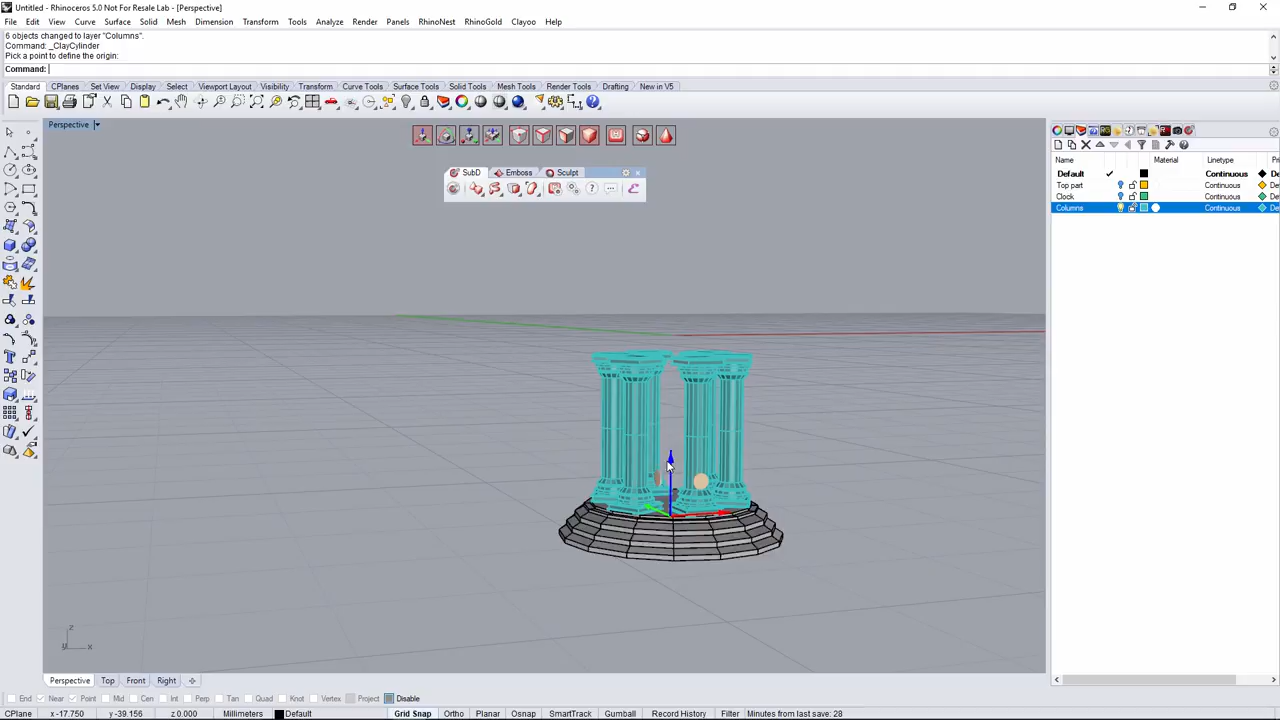 Untitled - Rhinoceros 5.0 Not For Resale Lab - [Perspective]
File Edit View Curve Surface Solid Mesh Dimension Transform Tools Analyze Render Panels RhinoNest RhinoGold Clayoo Help
6 objects changed to layer "Columns".
Command: _ClayCylinder
Pick a point to define the origin:
Command:
Standard CPlanes Set View Display Select Viewport Layout Visibility Transform Curve Tools Surface Tools Solid Tools Mesh Tools Render Tools Drafting New in V5
Perspective
SubD Emboss Sculpt
Name Material Linetype
Default Continuous
Top part Continuous
Clock Continuous
Columns Continuous
z
y x
Perspective Top Front Right
End Near Point Mid Cen Int Perp Tan Quad Knot Vertex Project Disable
CPlane x -17.750 y -39.156 z 0.000 Millimeters Default Grid Snap Ortho Planar Osnap SmartTrack Gumball Record History Filter Minutes from last save: 28